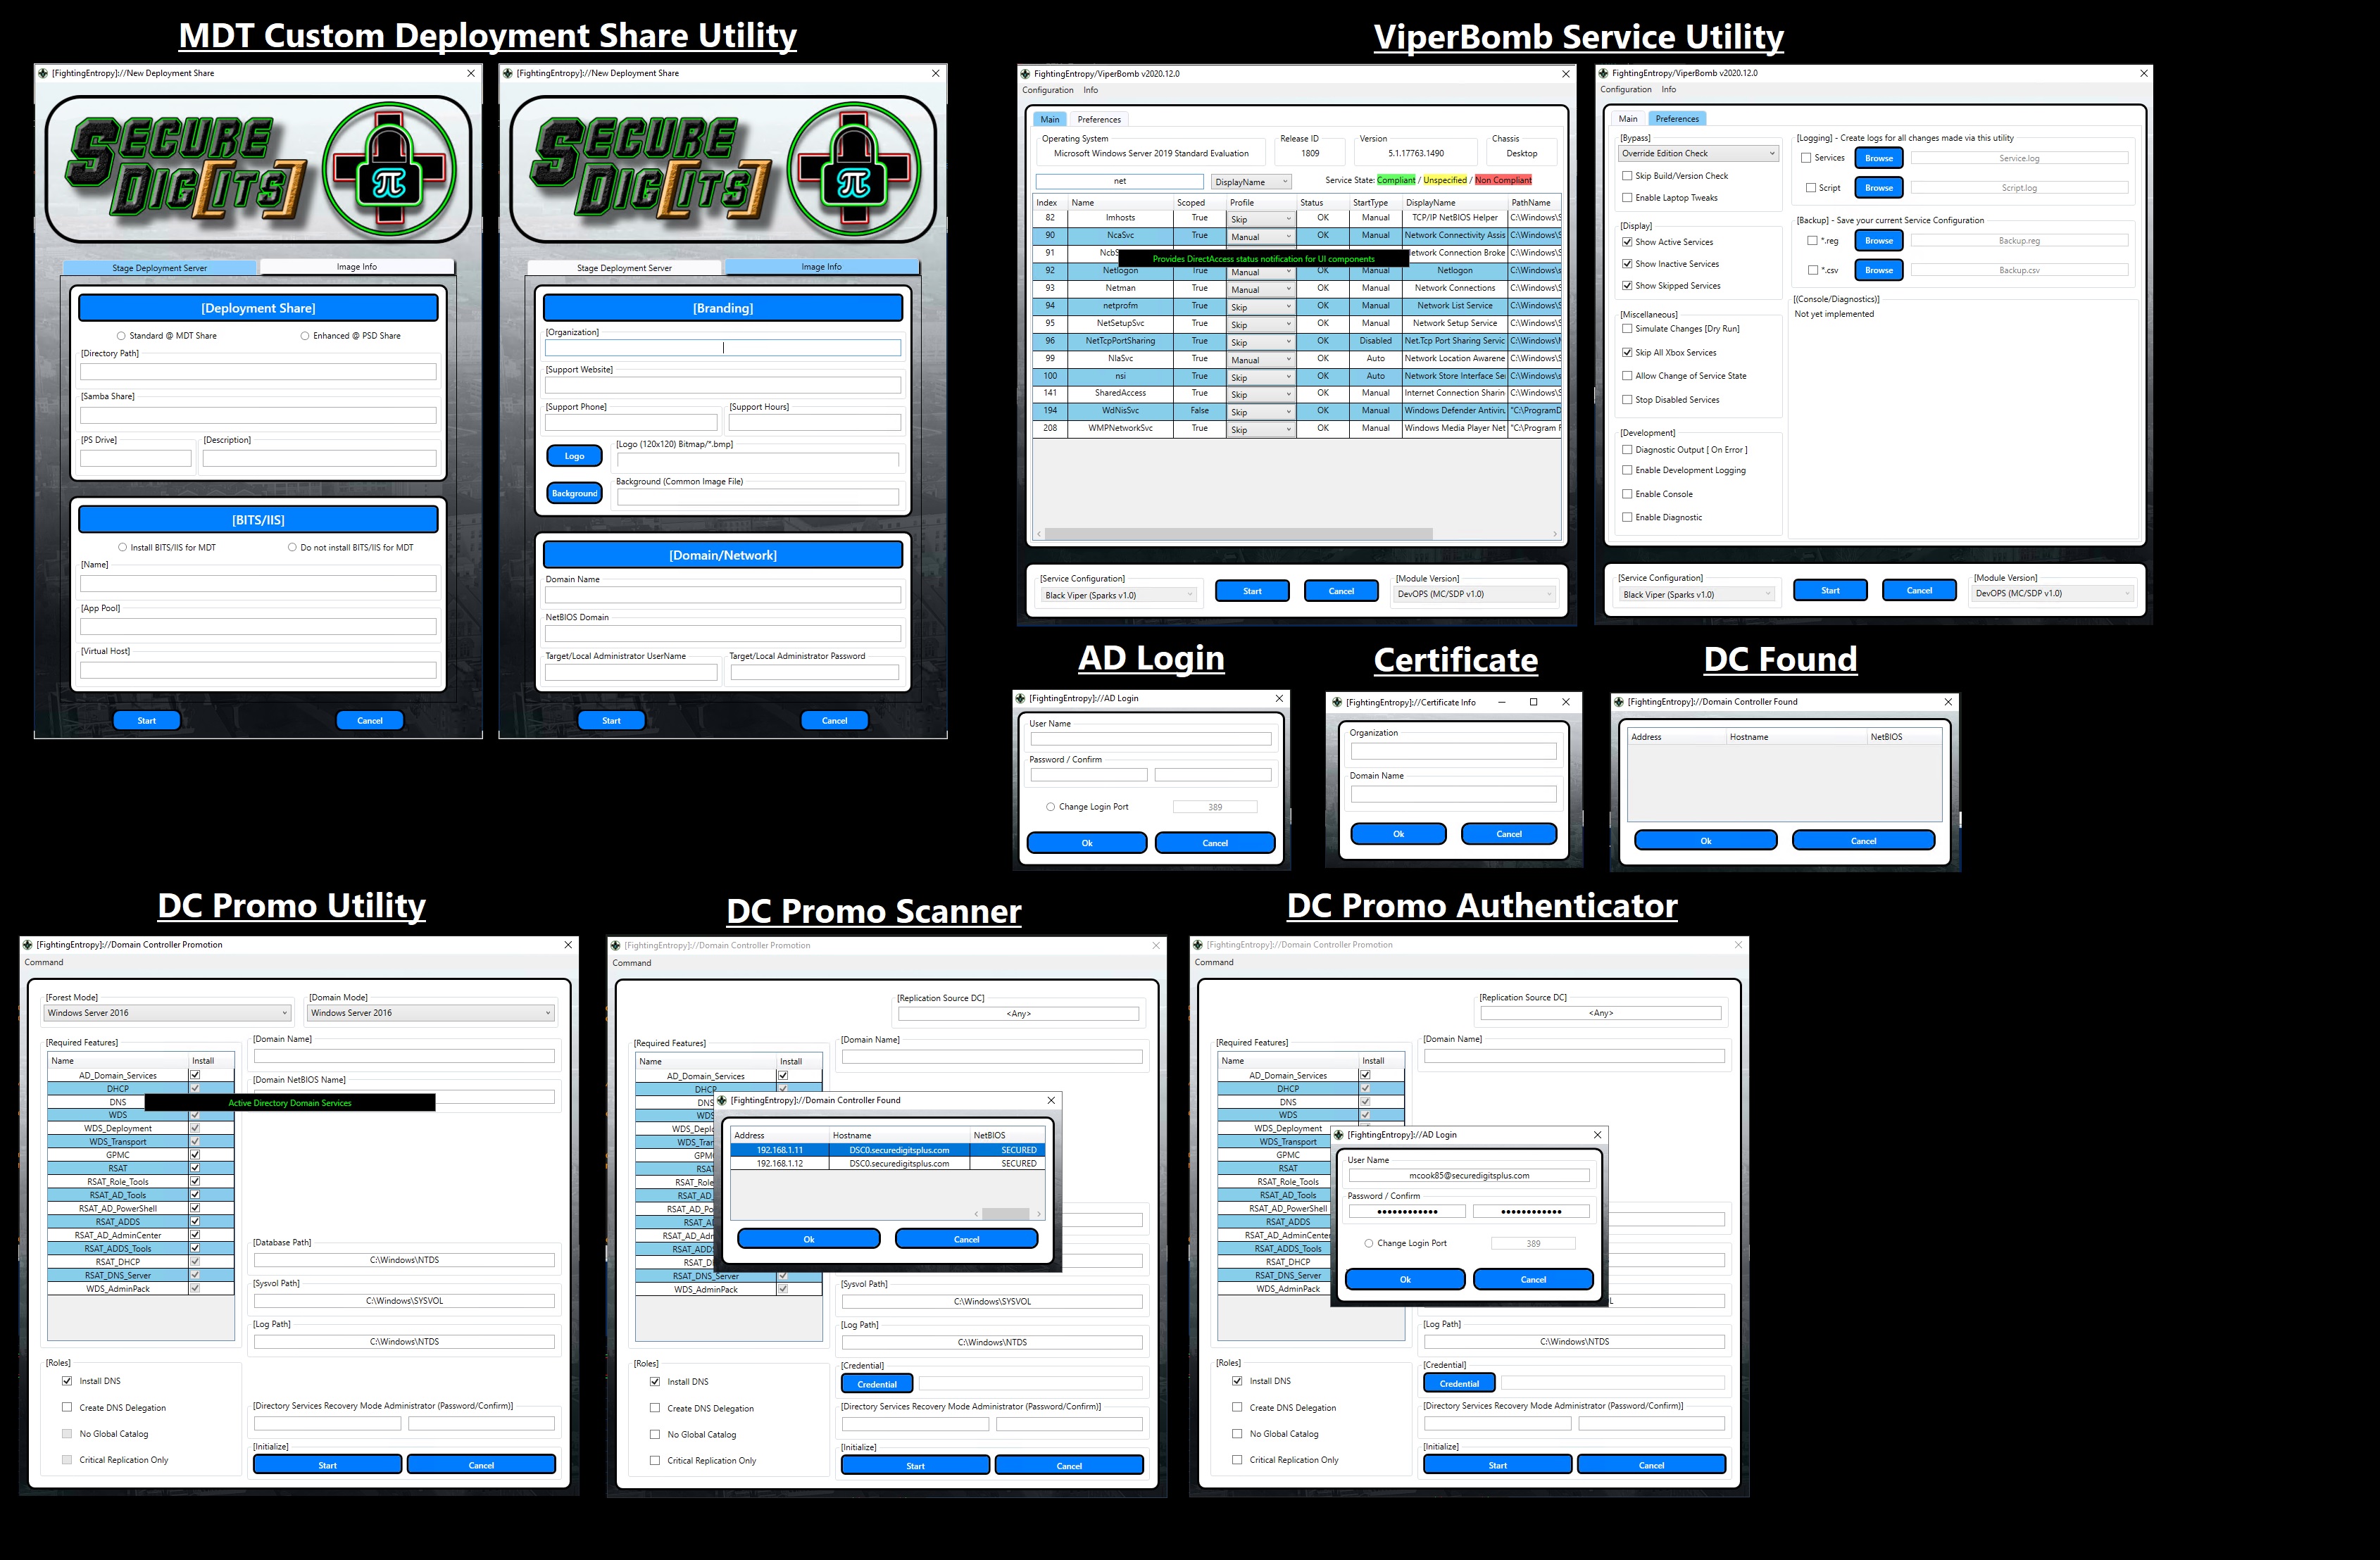 MDT Custom Deployment Share Utility
[FightingEntropy]://New Deployment Share
SECURE
DIG[ITS]
π
Stage Deployment Server
Image Info
[Deployment Share]
Standard @ MDT Share
Enhanced @ PSD Share
[Directory Path]
[Samba Share]
[PS Drive]
[Description]
[BITS/IIS]
Install BITS/IIS for MDT
Do not install BITS/IIS for MDT
[Name]
[App Pool]
[Virtual Host]
Start
Cancel
[FightingEntropy]://New Deployment Share
SECURE
DIG[ITS]
π
Stage Deployment Server
Image Info
[Branding]
[Organization]
[Support Website]
[Support Phone]
[Support Hours]
Logo
[Logo (120x120) Bitmap/*.bmp]
Background
Background (Common Image File)
[Domain/Network]
Domain Name
NetBIOS Domain
Target/Local Administrator UserName
Target/Local Administrator Password
Start
Cancel
ViperBomb Service Utility
FightingEntropy/ViperBomb v2020.12.0
Configuration Info
Main Preferences
Operating System
Microsoft Windows Server 2019 Standard Evaluation
Release ID
1809
Version
5.1.17763.1490
Chassis
Desktop
net
DisplayName
Service State: Compliant / Unspecified / Non Compliant
Index Name Scoped Profile Status StartType DisplayName PathName
82 lmhosts True Skip OK Manual TCP/IP NetBIOS Helper C:\Windows\S
90 NcaSvc True Manual OK Manual Network Connectivity Assis C:\Windows\S
91 NcbS etwork Connection Broke C:\Windows\S
Provides DirectAccess status notification for UI components
92 Netlogon True Manual OK Manual Netlogon C:\Windows\s
93 Netman True Manual OK Manual Network Connections C:\Windows\S
94 netprofm True Skip OK Manual Network List Service C:\Windows\S
95 NetSetupSvc True Skip OK Manual Network Setup Service C:\Windows\S
96 NetTcpPortSharing True Skip OK Disabled Net.Tcp Port Sharing Servic C:\Windows\M
99 NlaSvc True Manual OK Auto Network Location Awarene C:\Windows\S
100 nsi True Skip OK Auto Network Store Interface Se C:\Windows\s
141 SharedAccess True Skip OK Manual Internet Connection Sharin C:\Windows\S
194 WdNisSvc False Skip OK Manual Windows Defender Antiviru "C:\ProgramD
208 WMPNetworkSvc True Skip OK Manual Windows Media Player Net "C:\Program F
[Service Configuration]
Black Viper (Sparks v1.0)
Start
Cancel
[Module Version]
DevOPS (MC/SDP v1.0)
FightingEntropy/ViperBomb v2020.12.0
Configuration Info
Main Preferences
[Bypass]
Override Edition Check
Skip Build/Version Check
Enable Laptop Tweaks
[Display]
Show Active Services
Show Inactive Services
Show Skipped Services
[Miscellaneous]
Simulate Changes [Dry Run]
Skip All Xbox Services
Allow Change of Service State
Stop Disabled Services
[Development]
Diagnostic Output [ On Error ]
Enable Development Logging
Enable Console
Enable Diagnostic
[Logging] - Create logs for all changes made via this utility
Services Browse Service.log
Script Browse Script.log
[Backup] - Save your current Service Configuration
*.reg Browse Backup.reg
*.csv Browse Backup.csv
[(Console/Diagnostics)]
Not yet implemented
[Service Configuration]
Black Viper (Sparks v1.0)
Start
Cancel
[Module Version]
DevOPS (MC/SDP v1.0)
AD Login
[FightingEntropy]://AD Login
User Name
Password / Confirm
Change Login Port
389
Ok
Cancel
Certificate
[FightingEntropy]://Certificate Info
Organization
Domain Name
Ok
Cancel
DC Found
[FightingEntropy]://Domain Controller Found
Address Hostname NetBIOS
Ok
Cancel
DC Promo Utility
[FightingEntropy]://Domain Controller Promotion
Command
[Forest Mode]
Windows Server 2016
[Domain Mode]
Windows Server 2016
[Required Features]
Name Install
AD_Domain_Services
DHCP
DNS
WDS
WDS_Deployment
WDS_Transport
GPMC
RSAT
RSAT_Role_Tools
RSAT_AD_Tools
RSAT_AD_PowerShell
RSAT_ADDS
RSAT_AD_AdminCenter
RSAT_ADDS_Tools
RSAT_DHCP
RSAT_DNS_Server
WDS_AdminPack
[Domain Name]
[Domain NetBIOS Name]
Active Directory Domain Services
[Database Path]
C:\Windows\NTDS
[Sysvol Path]
C:\Windows\SYSVOL
[Log Path]
C:\Windows\NTDS
[Roles]
Install DNS
Create DNS Delegation
No Global Catalog
Critical Replication Only
[Directory Services Recovery Mode Administrator (Password/Confirm)]
[Initialize]
Start
Cancel
DC Promo Scanner
[FightingEntropy]://Domain Controller Promotion
Command
[Replication Source DC]
<Any>
[Required Features]
Name Install
AD_Domain_Services
DHCP
DNS
WDS
WDS_Depl
WDS_Tran
GPMC
RSAT
RSAT_Role
RSAT_AD_
RSAT_AD_Po
RSAT_A
RSAT_AD_Adm
RSAT_ADDS
RSAT_D
RSAT_DNS_Server
WDS_AdminPack
[Domain Name]
[FightingEntropy]://Domain Controller Found
Address Hostname NetBIOS
192.168.1.11 DSC0.securedigitsplus.com SECURED
192.168.1.12 DSC0.securedigitsplus.com SECURED
Ok
Cancel
[Sysvol Path]
C:\Windows\SYSVOL
[Log Path]
C:\Windows\NTDS
[Roles]
Install DNS
Create DNS Delegation
No Global Catalog
Critical Replication Only
[Credential]
Credential
[Directory Services Recovery Mode Administrator (Password/Confirm)]
[Initialize]
Start
Cancel
DC Promo Authenticator
[FightingEntropy]://Domain Controller Promotion
Command
[Replication Source DC]
<Any>
[Required Features]
Name Install
AD_Domain_Services
DHCP
DNS
WDS
WDS_Deployment
WDS_Transport
GPMC
RSAT
RSAT_Role_Tools
RSAT_AD_Tools
RSAT_AD_PowerShell
RSAT_ADDS
RSAT_AD_AdminCente
RSAT_ADDS_Tools
RSAT_DHCP
RSAT_DNS_Server
WDS_AdminPack
[Domain Name]
[FightingEntropy]://AD Login
User Name
mcook85@securedigitsplus.com
Password / Confirm
Change Login Port
389
Ok
Cancel
[Log Path]
C:\Windows\NTDS
[Roles]
Install DNS
Create DNS Delegation
No Global Catalog
Critical Replication Only
[Credential]
Credential
[Directory Services Recovery Mode Administrator (Password/Confirm)]
[Initialize]
Start
Cancel